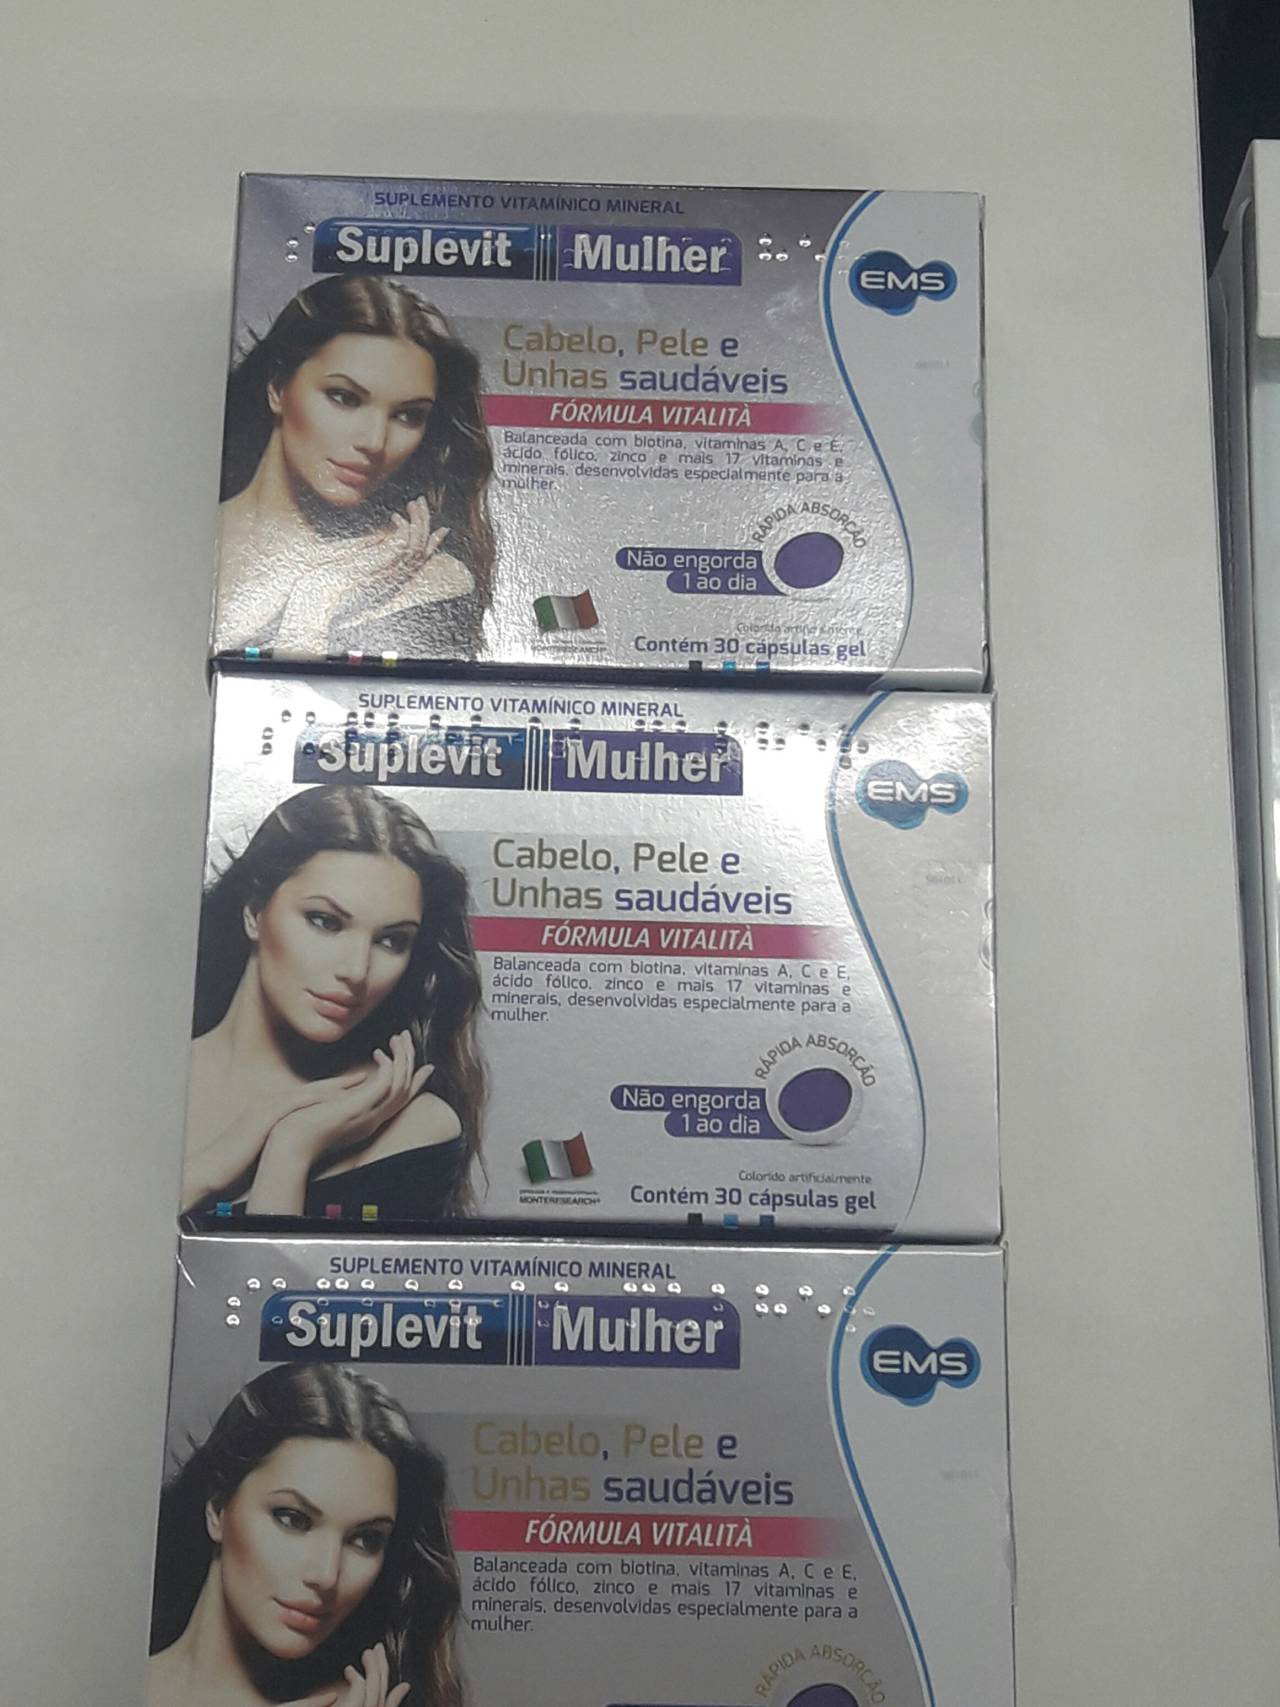 SUPLEMENTO VITAMÍNICO MINERAL
Suplevit Mulher
EMS
Cabelo, Pele e
Unhas saudáveis
FÓRMULA VITALITÀ
Balanceada com biotina, vitaminas A, C e E,
ácido fólico, zinco e mais 17 vitaminas e
minerais, desenvolvidas especialmente para a
mulher.
RÁPIDA ABSORÇÃO
Não engorda
1 ao dia
Contém 30 cápsulas gel
SUPLEMENTO VITAMÍNICO MINERAL
Suplevit Mulher
EMS
Cabelo, Pele e
Unhas saudáveis
FÓRMULA VITALITÀ
Balanceada com biotina, vitaminas A, C e E,
ácido fólico, zinco e mais 17 vitaminas e
minerais, desenvolvidas especialmente para a
mulher.
RÁPIDA ABSORÇÃO
Não engorda
1 ao dia
MONTERESEARCH
Colorido artificialmente
Contém 30 cápsulas gel
SUPLEMENTO VITAMÍNICO MINERAL
Suplevit Mulher
EMS
Cabelo, Pele e
Unhas saudáveis
FÓRMULA VITALITÀ
Balanceada com biotina, vitaminas A, C e E,
ácido fólico, zinco e mais 17 vitaminas e
minerais, desenvolvidas especialmente para a
mulher.
RÁPIDA ABSORÇÃO